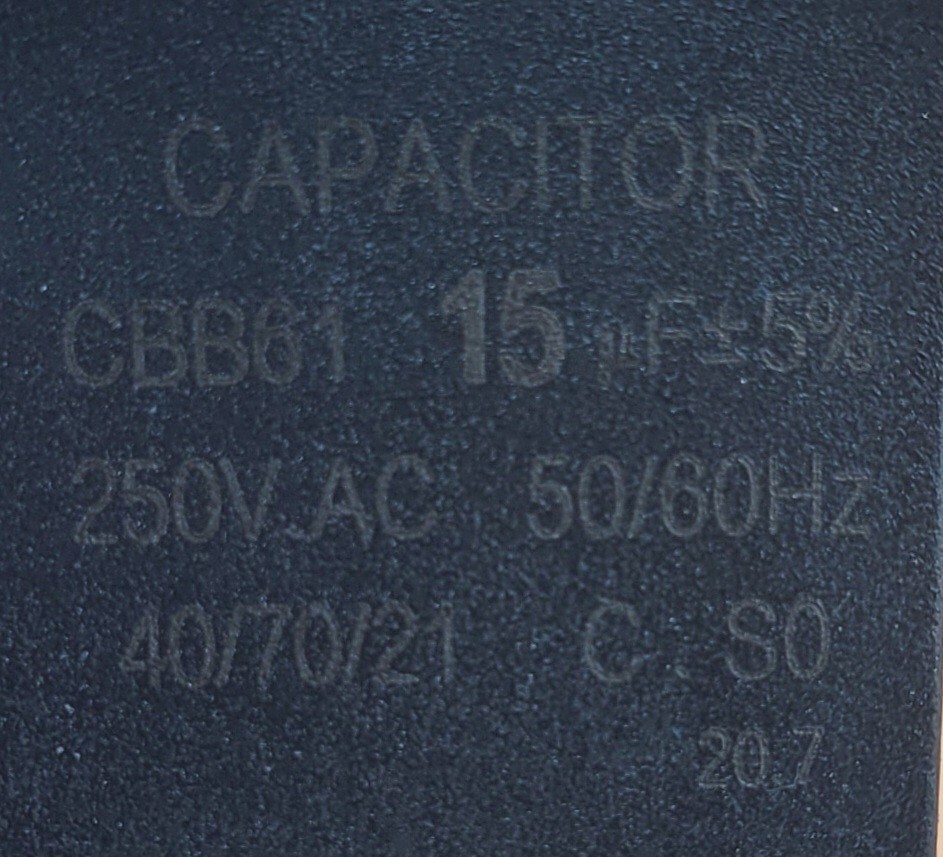 CAPACITOR
CBB61 15 μF±5%
250V.AC 50/60Hz
40/70/21 C S0
20.7